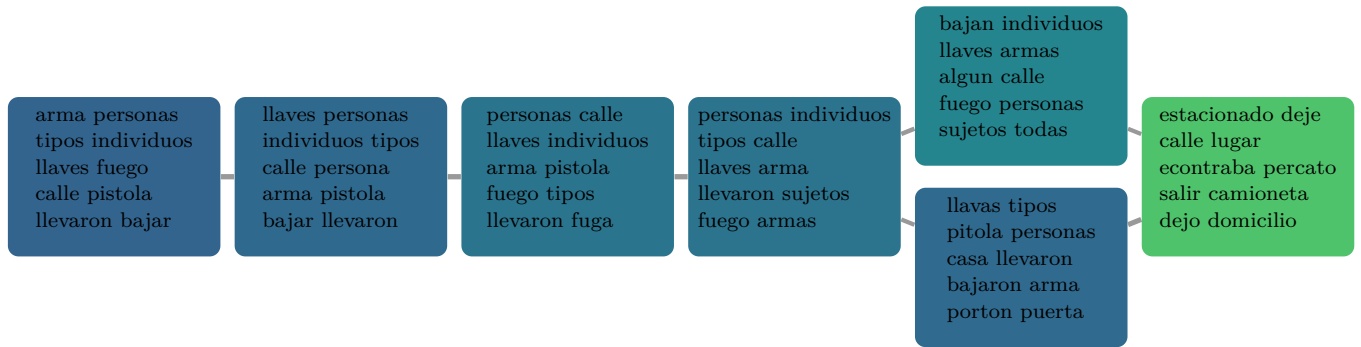 arma personas
tipos individuos
llaves fuego
calle pistola
llevaron bajar
llaves personas
individuos tipos
calle persona
arma pistola
bajar llevaron
personas calle
llaves individuos
arma pistola
fuego tipos
llevaron fuga
personas individuos
tipos calle
llaves arma
llevaron sujetos
fuego armas
bajan individuos
llaves armas
algun calle
fuego personas
sujetos todas
llavas tipos
pitola personas
casa llevaron
bajaron arma
porton puerta
estacionado deje
calle lugar
econtraba percato
salir camioneta
dejo domicilio